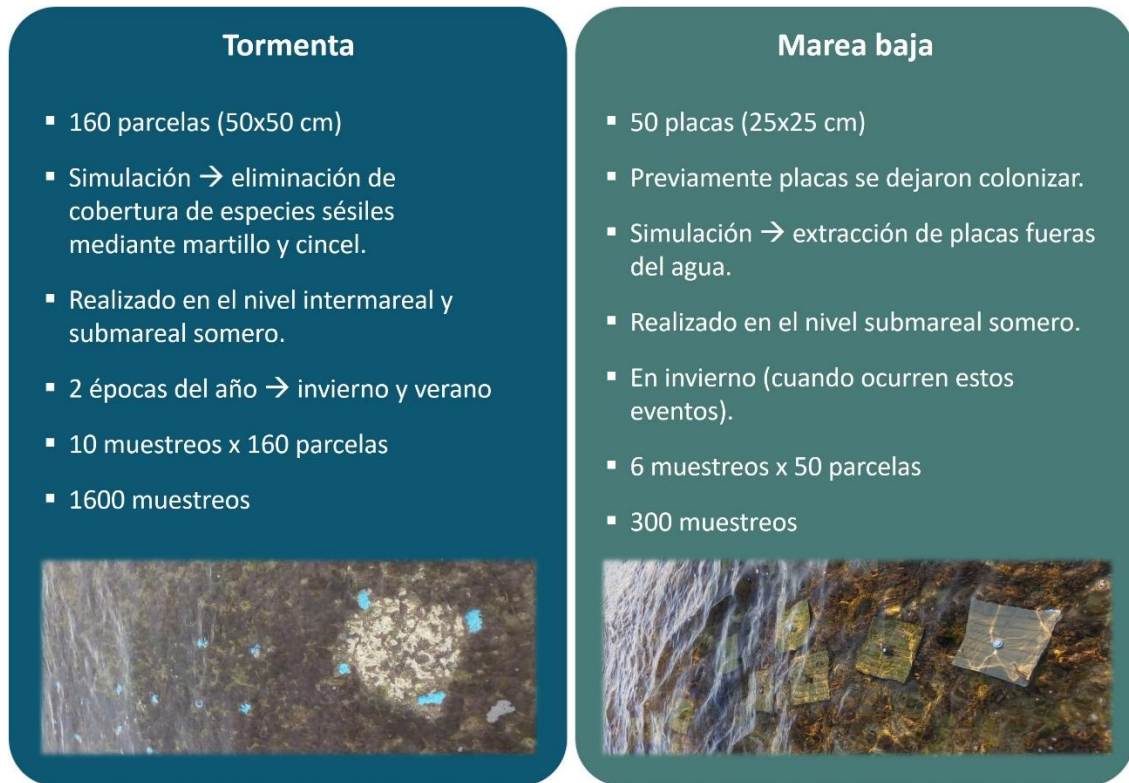 Tormenta
▪ 160 parcelas (50x50 cm)
▪ Simulación → eliminación de
cobertura de especies sésiles
mediante martillo y cincel.
▪ Realizado en el nivel intermareal y
submareal somero.
▪ 2 épocas del año → invierno y verano
▪ 10 muestreos x 160 parcelas
▪ 1600 muestreos
Marea baja
▪ 50 placas (25x25 cm)
▪ Previamente placas se dejaron colonizar.
▪ Simulación → extracción de placas fueras
del agua.
▪ Realizado en el nivel submareal somero.
▪ En invierno (cuando ocurren estos
eventos).
▪ 6 muestreos x 50 parcelas
▪ 300 muestreos